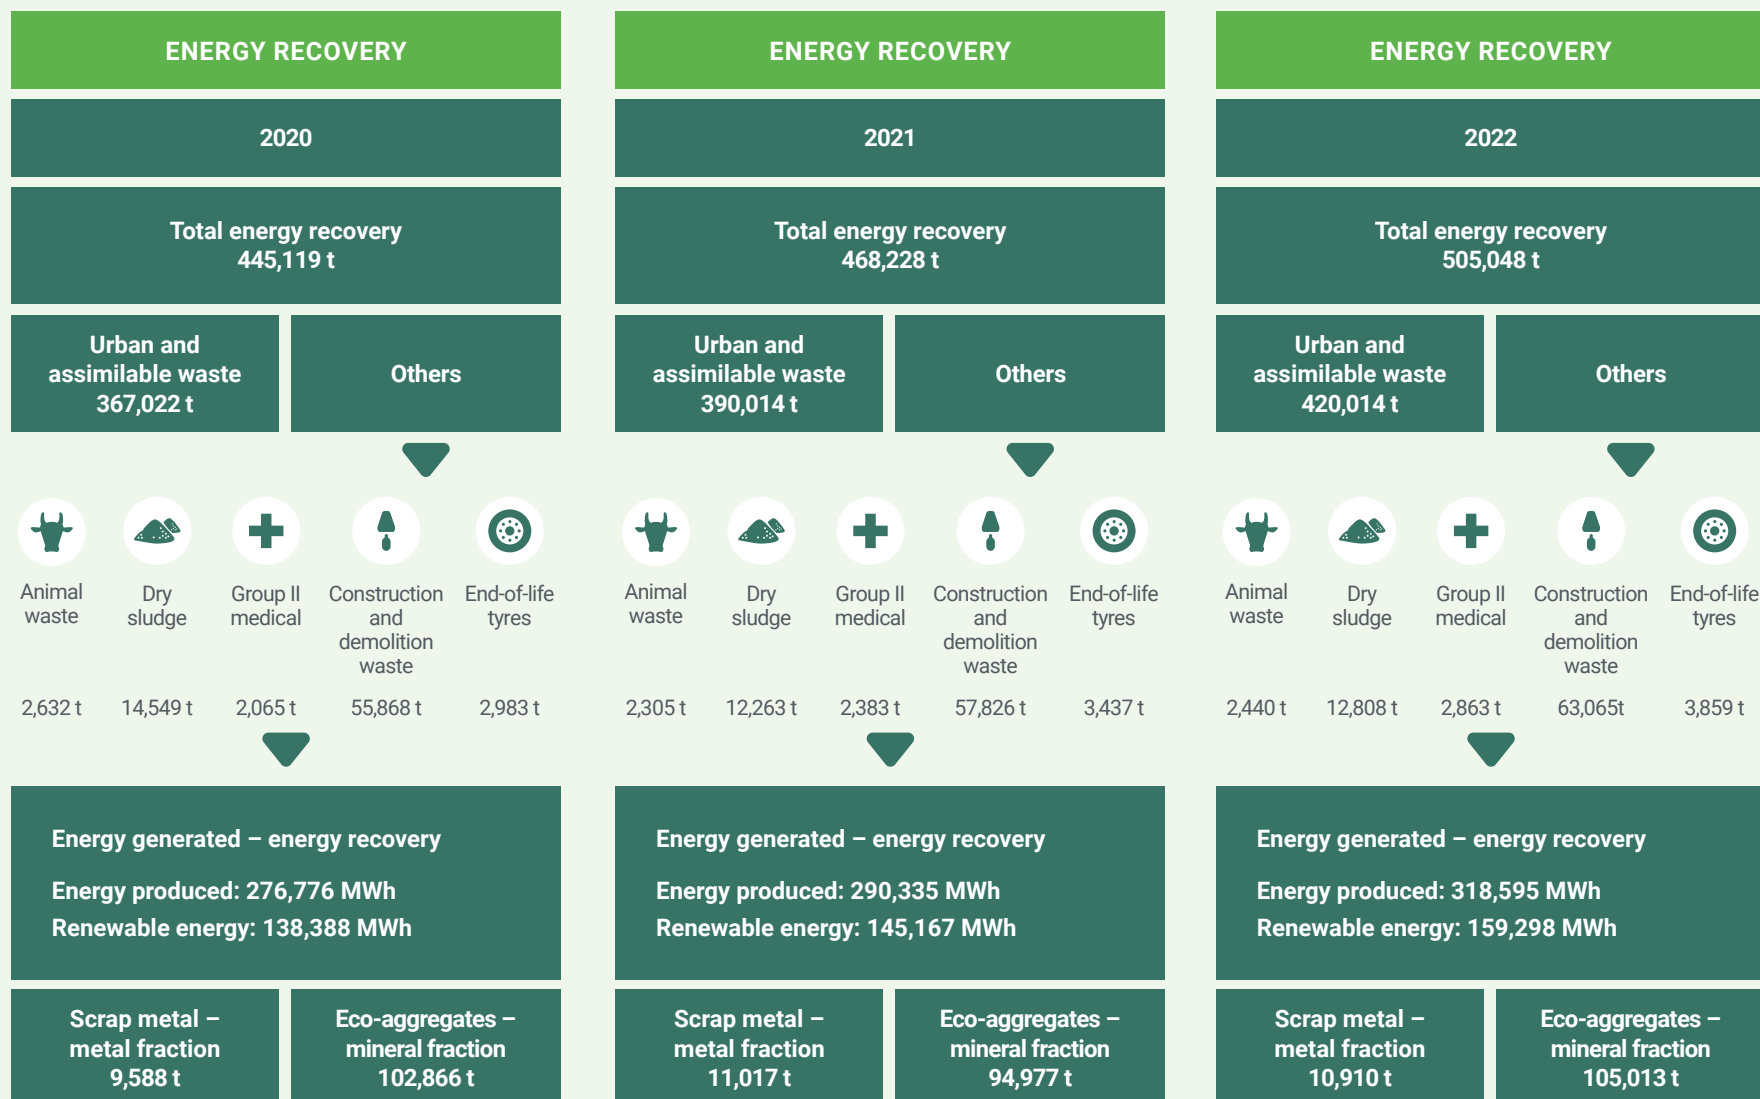 ENERGY RECOVERY
2020
Total energy recovery
445,119 t
Urban and
assimilable waste
367,022 t
Others
Animal
waste
2,632 t
Dry
sludge
14,549 t
Group II
medical
2,065 t
Construction
and
demolition
waste
55,868 t
End-of-life
tyres
2,983 t
Energy generated – energy recovery
Energy produced: 276,776 MWh
Renewable energy: 138,388 MWh
Scrap metal –
metal fraction
9,588 t
Eco-aggregates –
mineral fraction
102,866 t
ENERGY RECOVERY
2021
Total energy recovery
468,228 t
Urban and
assimilable waste
390,014 t
Others
Animal
waste
2,305 t
Dry
sludge
12,263 t
Group II
medical
2,383 t
Construction
and
demolition
waste
57,826 t
End-of-life
tyres
3,437 t
Energy generated – energy recovery
Energy produced: 290,335 MWh
Renewable energy: 145,167 MWh
Scrap metal –
metal fraction
11,017 t
Eco-aggregates –
mineral fraction
94,977 t
ENERGY RECOVERY
2022
Total energy recovery
505,048 t
Urban and
assimilable waste
420,014 t
Others
Animal
waste
2,440 t
Dry
sludge
12,808 t
Group II
medical
2,863 t
Construction
and
demolition
waste
63,065t
End-of-life
tyres
3,859 t
Energy generated – energy recovery
Energy produced: 318,595 MWh
Renewable energy: 159,298 MWh
Scrap metal –
metal fraction
10,910 t
Eco-aggregates –
mineral fraction
105,013 t